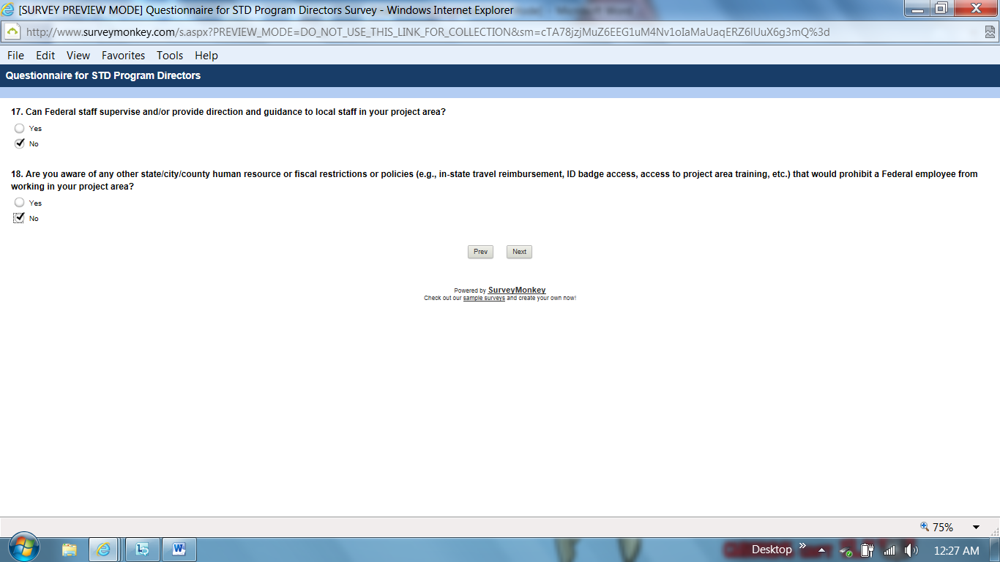 [SURVEY PREVIEW MODE] Questionnaire for STD Program Directors Survey - Windows Internet Explorer
http://www.surveymonkey.com/s.aspx?PREVIEW_MODE=DO_NOT_USE_THIS_LINK_FOR_COLLECTION&sm=cTA78jzjMuZ6EEG1uM4Nv1oIaMaUaqERZ6lUuX6g3mQ%3d
File Edit View Favorites Tools Help
Questionnaire for STD Program Directors
17. Can Federal staff supervise and/or provide direction and guidance to local staff in your project area?
Yes
No
18. Are you aware of any other state/city/county human resource or fiscal restrictions or policies (e.g., in-state travel reimbursement, ID badge access, access to project area training, etc.) that would prohibit a Federal employee from
working in your project area?
Yes
No
Prev Next
Powered by SurveyMonkey
Check out our sample surveys and create your own now!
75%
Desktop 12:27 AM